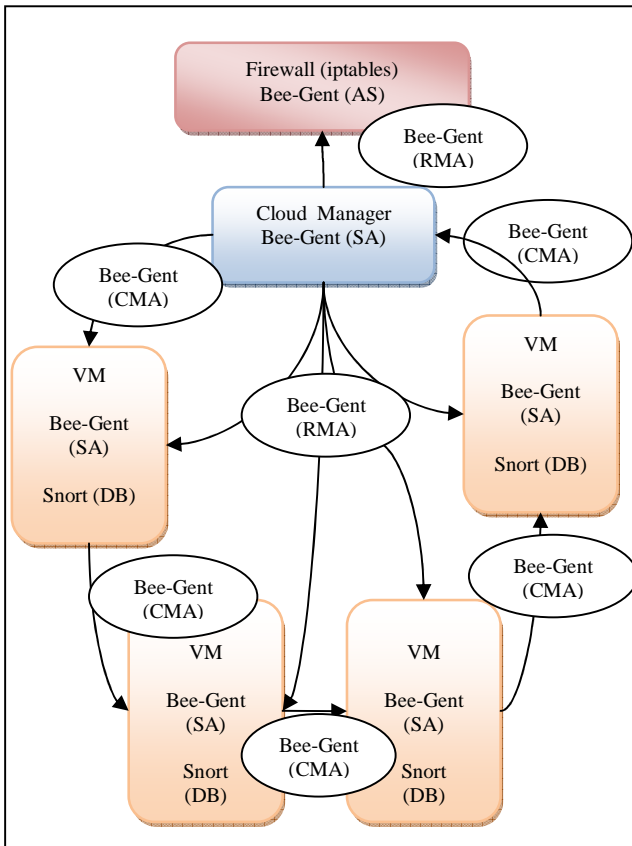 Firewall (iptables)
Bee-Gent (AS)
Bee-Gent
(RMA)
Cloud Manager
Bee-Gent (SA)
Bee-Gent
(CMA)
Bee-Gent
(CMA)
VM
Bee-Gent
(SA)
Snort (DB)
Bee-Gent
(RMA)
VM
Bee-Gent
(SA)
Snort (DB)
Bee-Gent
(CMA)
Bee-Gent
(CMA)
VM
Bee-Gent
(SA)
Snort
(DB)
Bee-Gent
(CMA)
VM
Bee-Gent
(SA)
Snort
(DB)